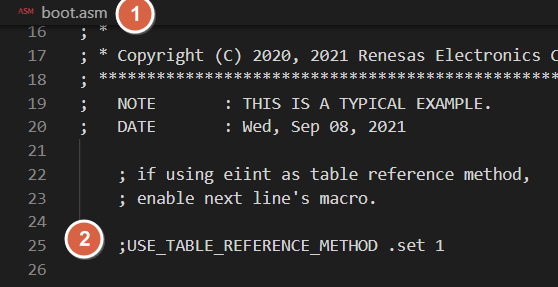 ASM boot.asm 1
16 ; *
17 ; * Copyright (C) 2020, 2021 Renesas Electronics C
18 ; ************************************************
19 ; NOTE : THIS IS A TYPICAL EXAMPLE.
20 ; DATE : Wed, Sep 08, 2021
21
22 ; if using eiint as table reference method,
23 ; enable next line's macro.
24
2
25 ;USE_TABLE_REFERENCE_METHOD .set 1
26